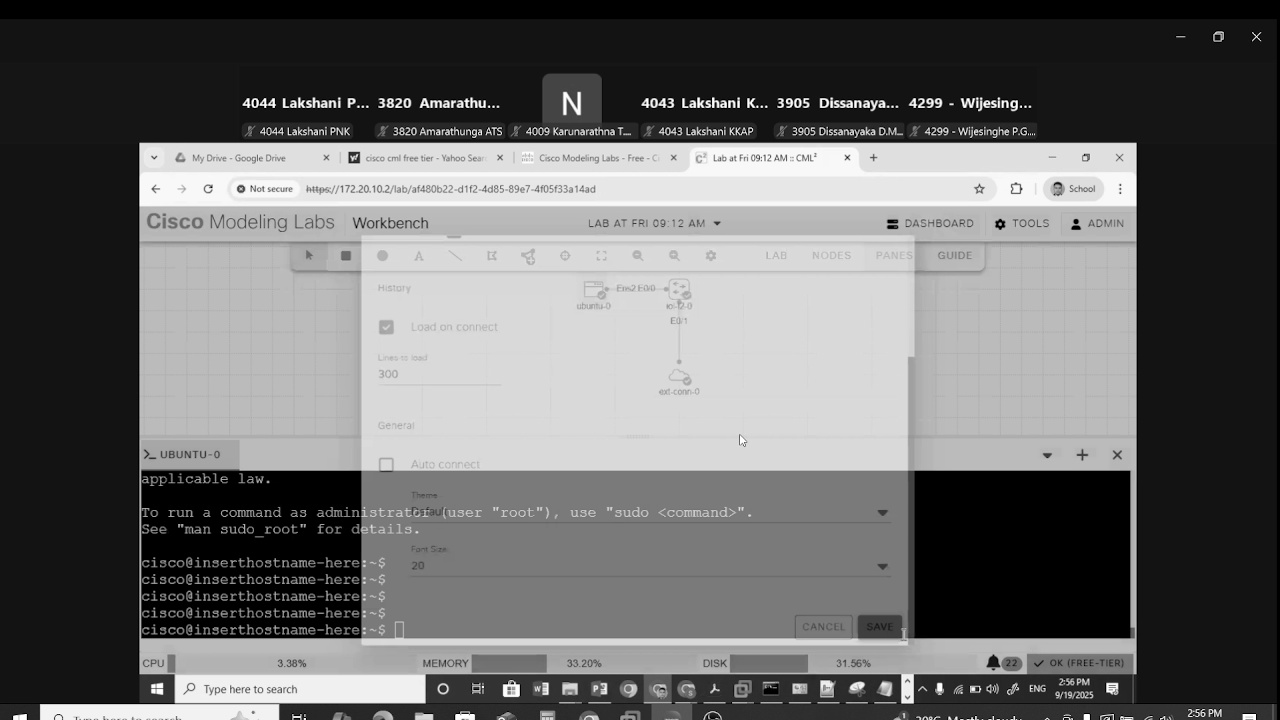 4044 Lakshani P... 3820 Amarathu... N 4043 Lakshani K... 3905 Dissanaya... 4299 - Wijesing...
4044 Lakshani PNK 3820 Amarathunga ATS 4009 Karunarathna T... 4043 Lakshani KKAP 3905 Dissanayaka D.M... 4299 - Wijesinghe P.G....
My Drive - Google Drive cisco cml free tier - Yahoo Sear Cisco Modeling Labs - Free - Ci Lab at Fri 09:12 AM :: CML²
Not secure https://172.20.10.2/lab/af480b22-d1f2-4d85-89e7-4f05f33a14ad School
Cisco Modeling Labs Workbench LAB AT FRI 09:12 AM DASHBOARD TOOLS ADMIN
A LAB NODES PANES GUIDE
History
Ens2 E0/0
ubuntu-0 iol-l2-0
E0/1
Load on connect
Lines to load
300
ext-conn-0
General
UBUNTU-0
Auto connect
applicable law.
Theme
Default
To run a command as administrator (user "root"), use "sudo <command>".
See "man sudo_root" for details.
Font Size
20
cisco@inserthostname-here:~$
cisco@inserthostname-here:~$
cisco@inserthostname-here:~$
cisco@inserthostname-here:~$
cisco@inserthostname-here:~$
CANCEL SAVE
CPU 3.38% MEMORY 33.20% DISK 31.56% 22 OK (FREE-TIER)
Type here to search ENG 2:56 PM
9/19/2025
Type here to search Mostly cloudy 2:56 PM